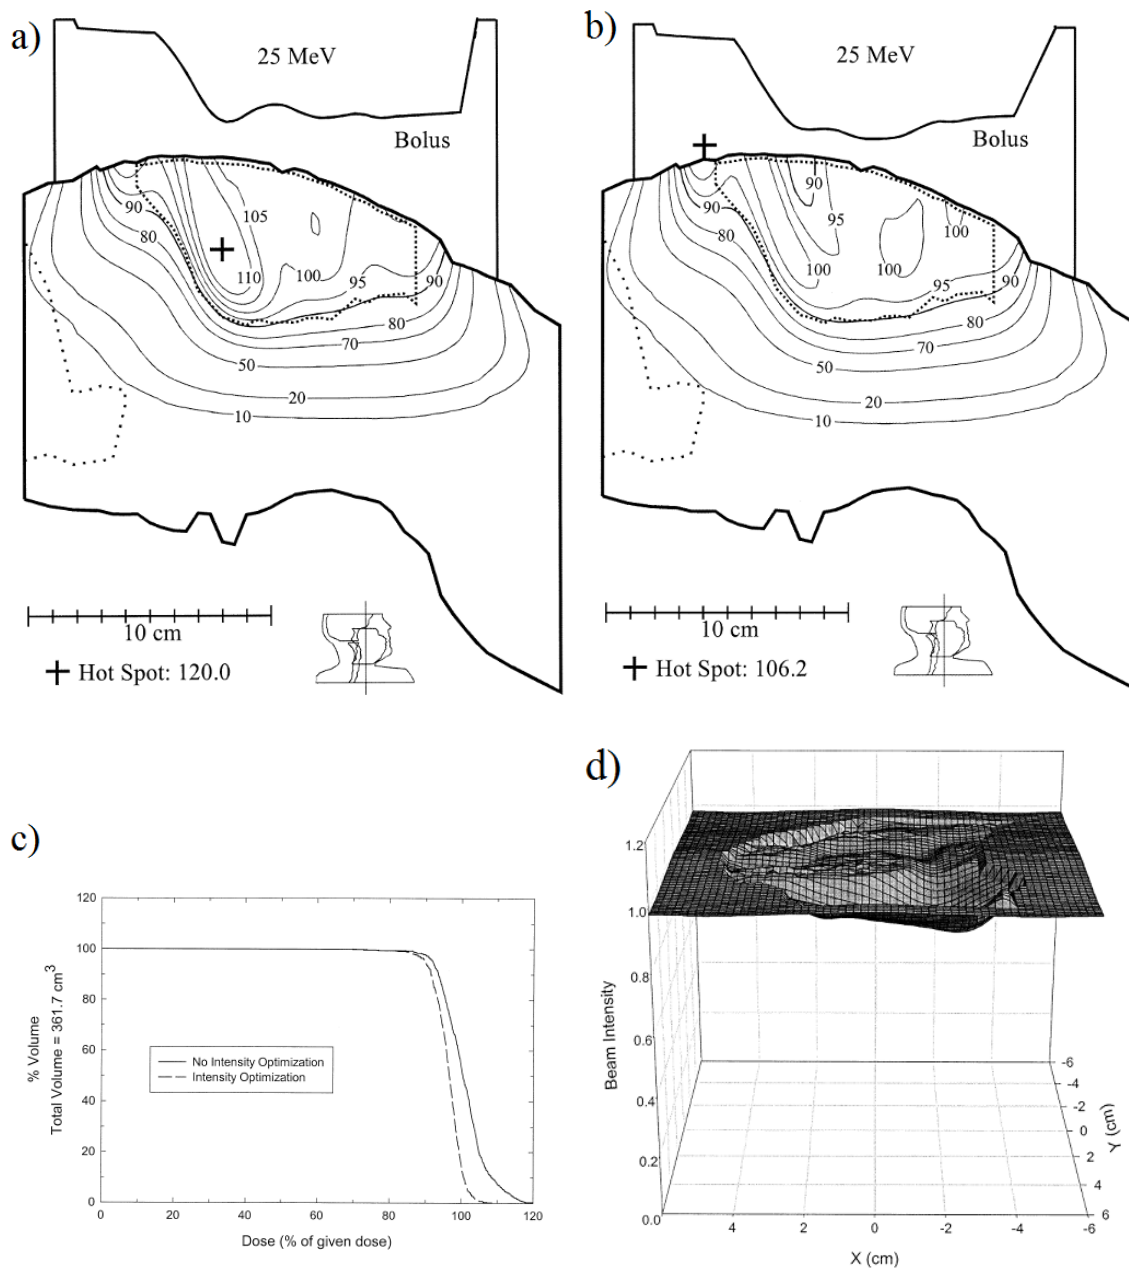 a)
25 MeV
Bolus
90
80
105
110
100
95
90
80
70
50
20
10
10 cm
Hot Spot: 120.0
b)
25 MeV
Bolus
90
80
90
95
100
100
100
95
90
80
70
50
20
10
10 cm
Hot Spot: 106.2
c)
120
100
80
60
40
20
0
% Volume
Total Volume = 361.7 cm³
No Intensity Optimization
Intensity Optimization
0 20 40 60 80 100 120
Dose (% of given dose)
d)
1.2
1.0
0.8
0.6
0.4
0.2
0.0
Beam Intensity
4 2 0 -2 -4 -6
X (cm)
-6
-4
-2
0
2
4
6
Y (cm)